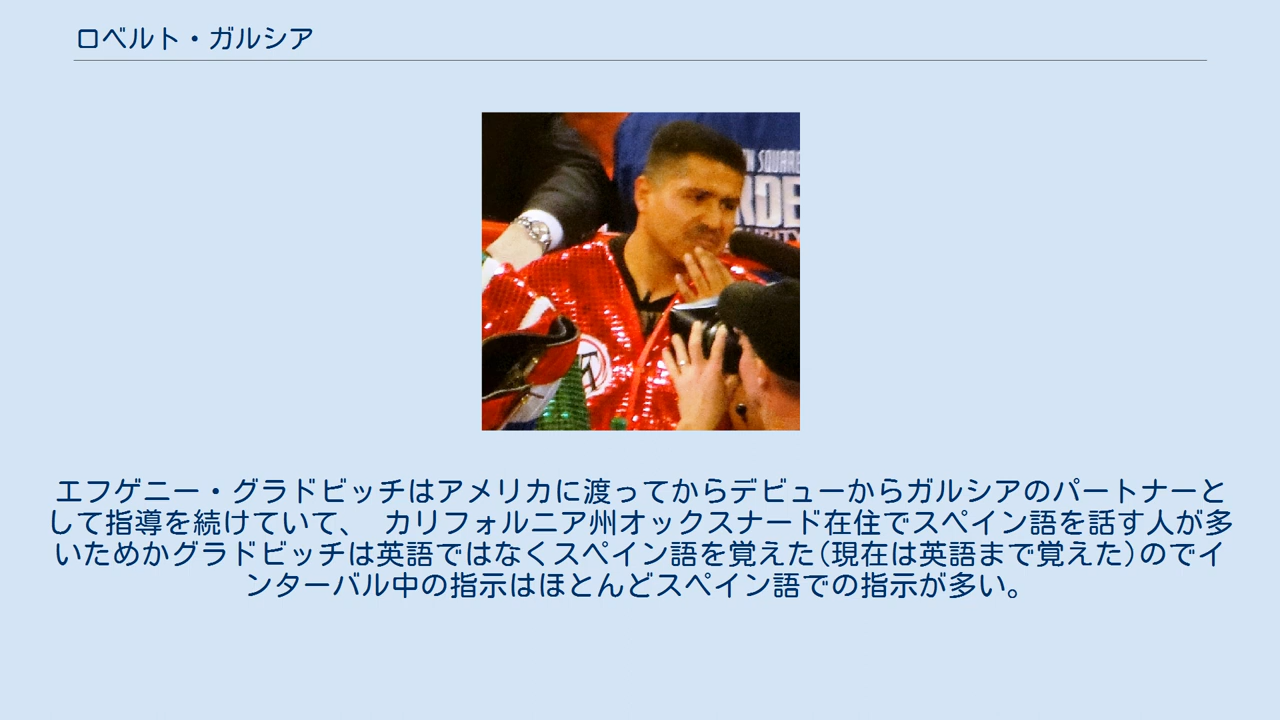 ロベルト・ガルシア
N SQUARE
NDE
URITY
エフゲニー・グラドビッチはアメリカに渡ってからデビューからガルシアのパートナーと
して指導を続けていて、 カリフォルニア州オックスナード在住でスペイン語を話す人が多
いためかグラドビッチは英語ではなくスペイン語を覚えた(現在は英語まで覚えた)のでイ
ンターバル中の指示はほとんどスペイン語での指示が多い。